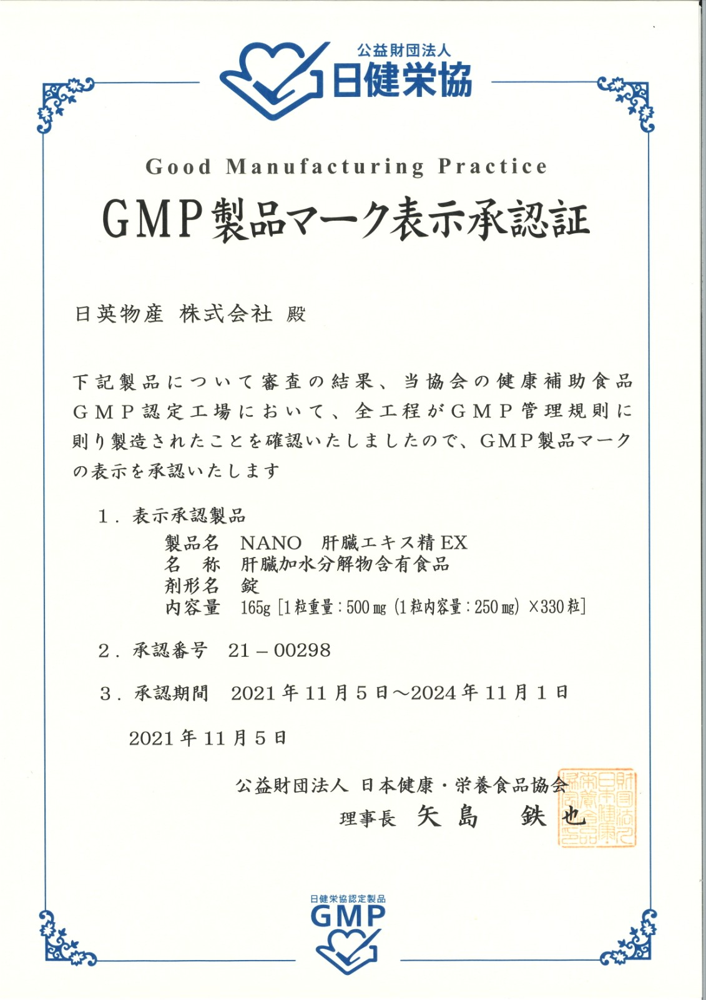 公益財団法人
日健栄協
Good Manufacturing Practice
GMP製品マーク表示承認証
日英物産 株式会社 殿
下記製品について審査の結果、当協会の健康補助食品
GMP認定工場において、全工程がGMP管理規則に
則り製造されたことを確認いたしましたので、GMP製品マーク
の表示を承認いたします
1. 表示承認製品
製品名 NANO 肝臓エキス精EX
名 称 肝臓加水分解物含有食品
剤形名 錠
内容量 165g [1粒重量:500㎎ (1粒内容量:250㎎) ×330粒]
2. 承認番号 21－00298
3. 承認期間 2021年11月5日～2024年11月1日
2021年11月5日
公益財団法人 日本健康・栄養食品協会
理事長 矢島 鉄也
日健栄協認定製品
GMP